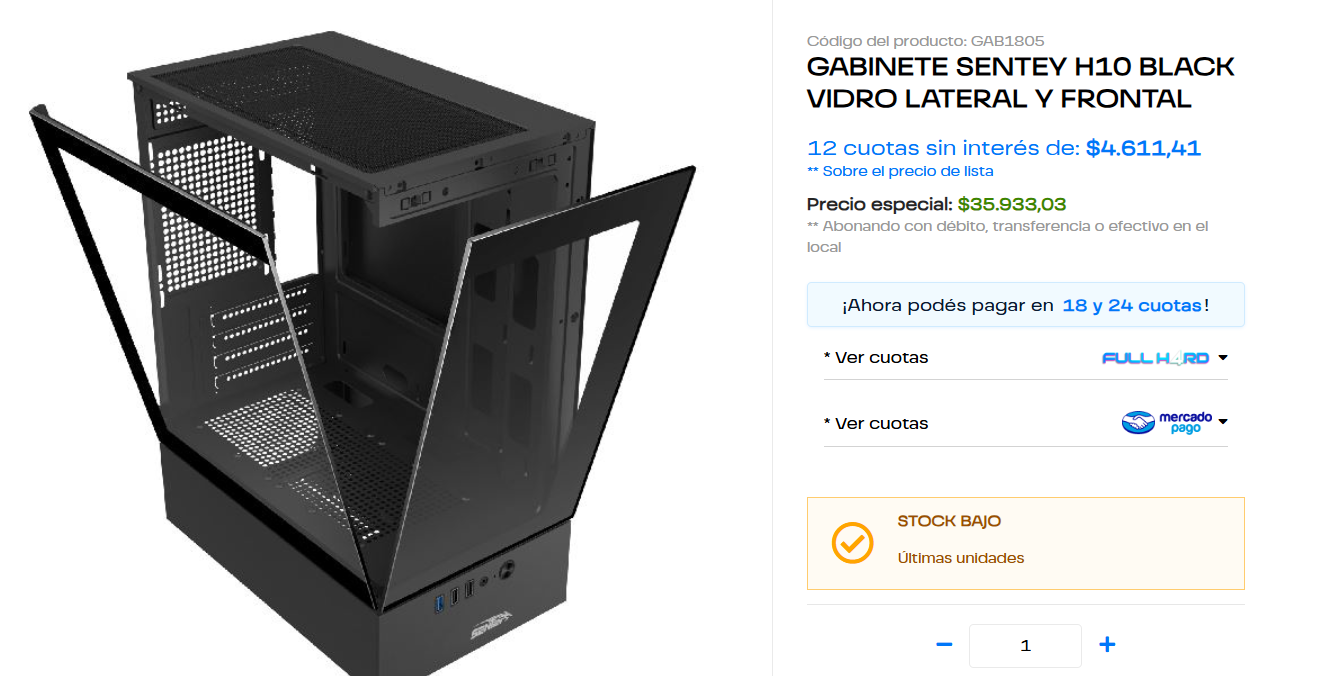 Código del producto: GAB1805
GABINETE SENTEY H10 BLACK
VIDRO LATERAL Y FRONTAL
12 cuotas sin interés de: $4.611,41
** Sobre el precio de lista
Precio especial: $35.933,03
** Abonando con débito, transferencia o efectivo en el
local
¡Ahora podés pagar en 18 y 24 cuotas!
* Ver cuotas FULL H4RD
* Ver cuotas mercado
pago
STOCK BAJO
Últimas unidades
SENTEY
− 1 +